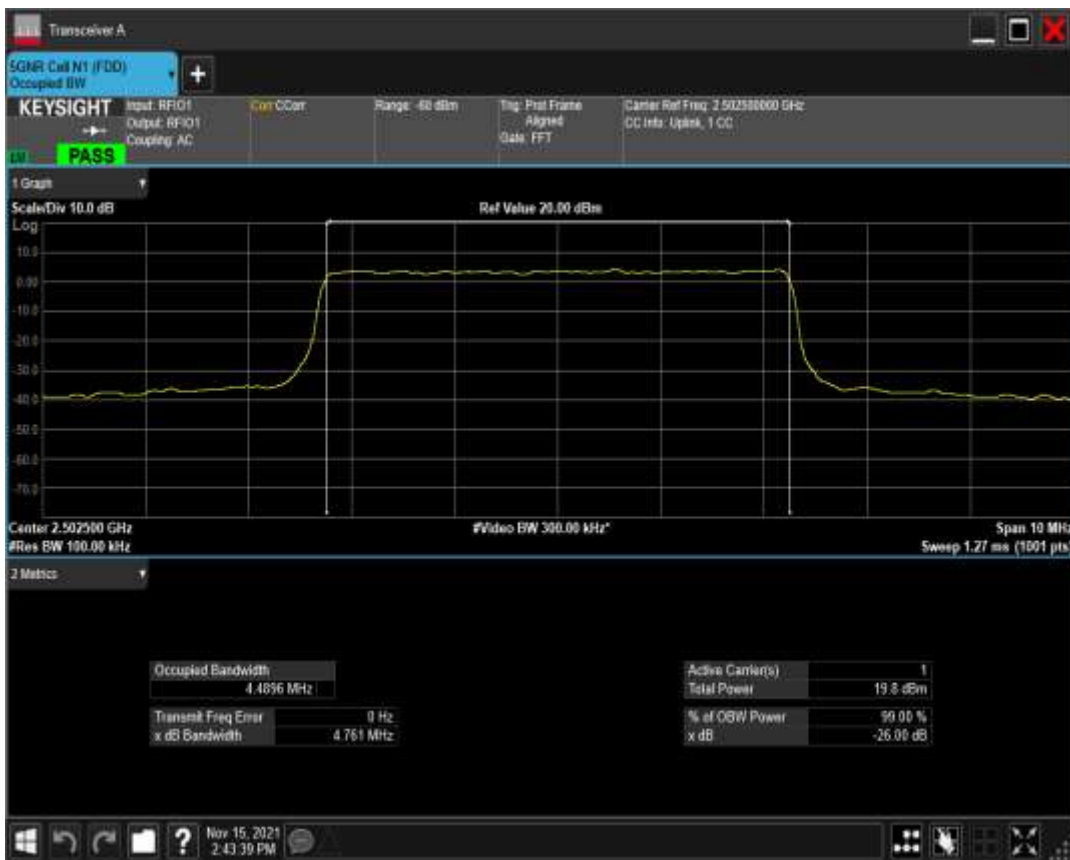 Transceiver A
5GNR Cell N1 (FDD)
Occupied BW
+
KEYSIGHT
PASS
Input: RFIO1
Output: RFIO1
Coupling: AC
Corr CCorr
Range: -60 dBm
Trig: Prot Frame
Aligned
Gate: FFT
Carrier Ref Freq: 2.502500000 GHz
CC Info: Uplink, 1 CC
1 Graph
Scale/Div 10.0 dB
Ref Value 20.00 dBm
Log
10.0
0.00
-10.0
-20.0
-30.0
-40.0
-50.0
-60.0
-70.0
Center 2.502500 GHz
#Video BW 300.00 kHz*
Span 10 MHz
#Res BW 100.00 kHz
Sweep 1.27 ms (1001 pts)
2 Metrics
Occupied Bandwidth
4.4896 MHz
Transmit Freq Error 0 Hz
x dB Bandwidth 4.761 MHz
Active Carrier(s) 1
Total Power 19.8 dBm
% of OBW Power 99.00 %
x dB -26.00 dB
?
Nov 15, 2021
2:43:39 PM